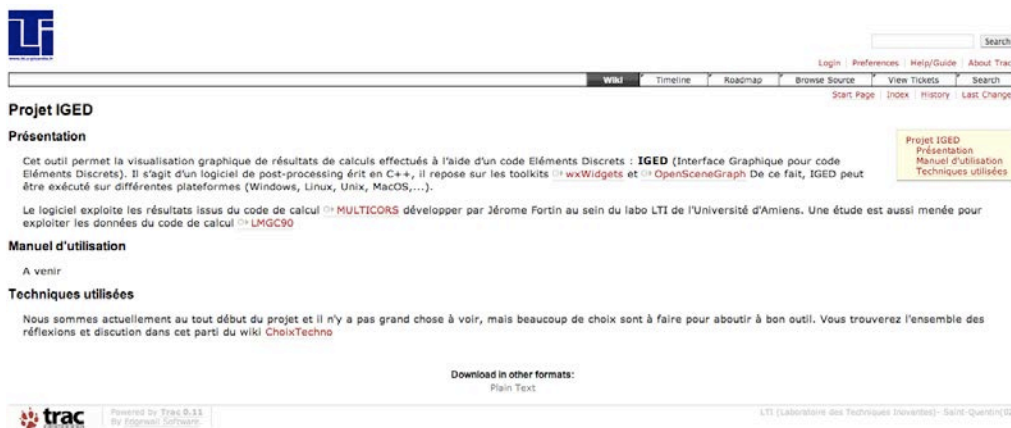 LTi
Search
Login Preferences Help/Guide About Trac
Wiki Timeline Roadmap Browse Source View Tickets Search
Start Page Index History Last Change
Projet IGED
Présentation
Projet IGED
Présentation
Manuel d'utilisation
Techniques utilisées
Cet outil permet la visualisation graphique de résultats de calculs effectués à l'aide d'un code Eléments Discrets : IGED (Interface Graphique pour code
Eléments Discrets). Il s'agit d'un logiciel de post-processing érit en C++, il repose sur les toolkits wxWidgets et OpenSceneGraph De ce fait, IGED peut
être exécuté sur différentes plateformes (Windows, Linux, Unix, MacOS,...).
Le logiciel exploite les résultats issus du code de calcul MULTICORS développer par Jérome Fortin au sein du labo LTI de l'Université d'Amiens. Une étude est aussi menée pour
exploiter les données du code de calcul LMGC90
Manuel d'utilisation
A venir
Techniques utilisées
Nous sommes actuellement au tout début du projet et il n'y a pas grand chose à voir, mais beaucoup de choix sont à faire pour aboutir à bon outil. Vous trouverez l'ensemble des
réflexions et discution dans cet parti du wiki ChoixTechno
Download in other formats:
Plain Text
trac
Powered by Trac 0.11
By Edgewall Software.
LTI (Laboratoire des Techniques Inovantes)- Saint-Quentin(02